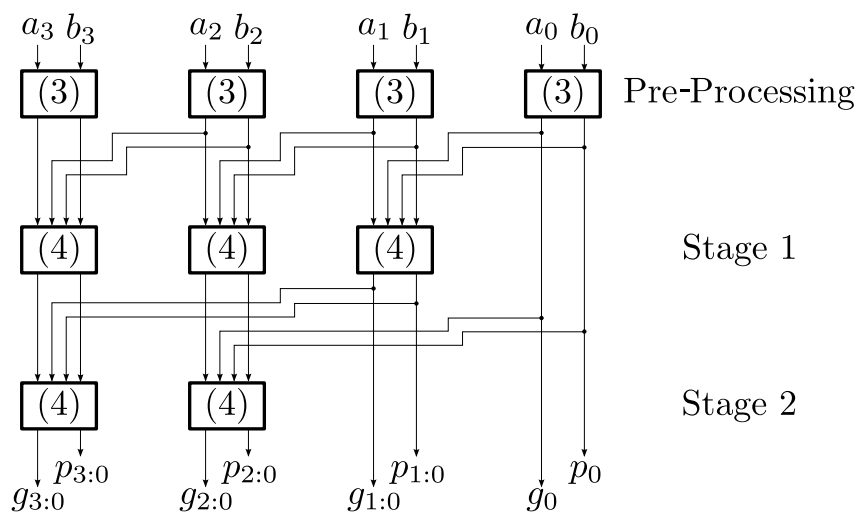 a₃ b₃ a₂ b₂ a₁ b₁ a₀ b₀
(3) (3) (3) (3) Pre-Processing
(4) (4) (4) Stage 1
(4) (4) Stage 2
p₃:₀ p₂:₀ p₁:₀ p₀
g₃:₀ g₂:₀ g₁:₀ g₀